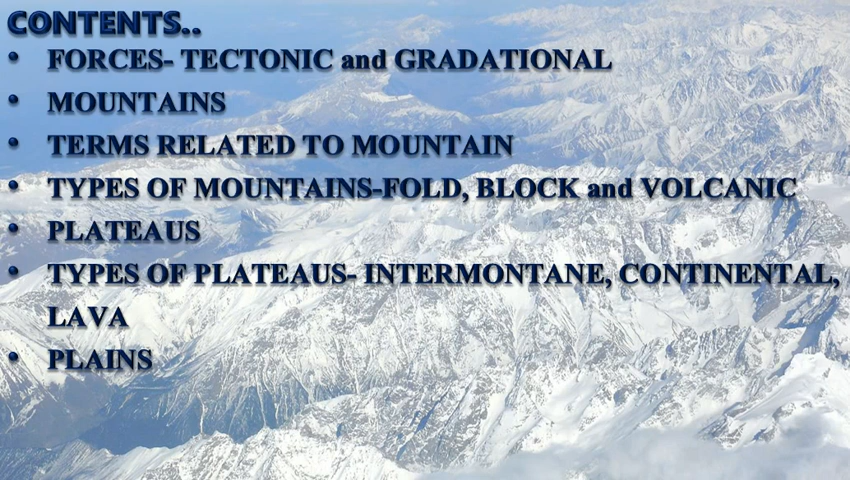 CONTENTS..
• FORCES- TECTONIC and GRADATIONAL
• MOUNTAINS
• TERMS RELATED TO MOUNTAIN
• TYPES OF MOUNTAINS-FOLD, BLOCK and VOLCANIC
• PLATEAUS
• TYPES OF PLATEAUS- INTERMONTANE, CONTINENTAL,
LAVA
• PLAINS